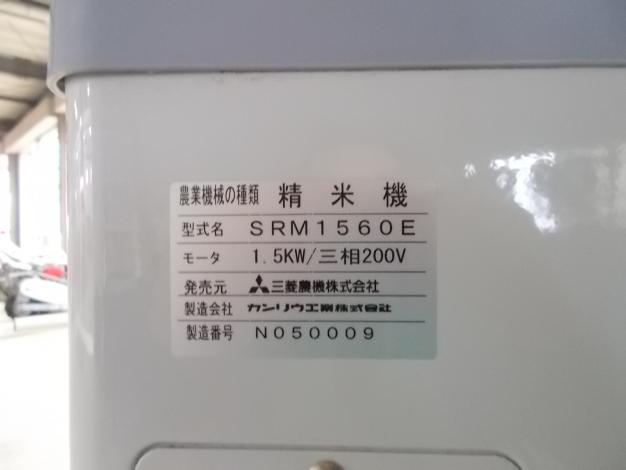 農業機械の種類 精米機
型式名 SRM1560E
モータ 1.5KW/三相200V
発売元 三菱農機株式会社
製造会社 カンリウ工業株式会社
製造番号 N050009